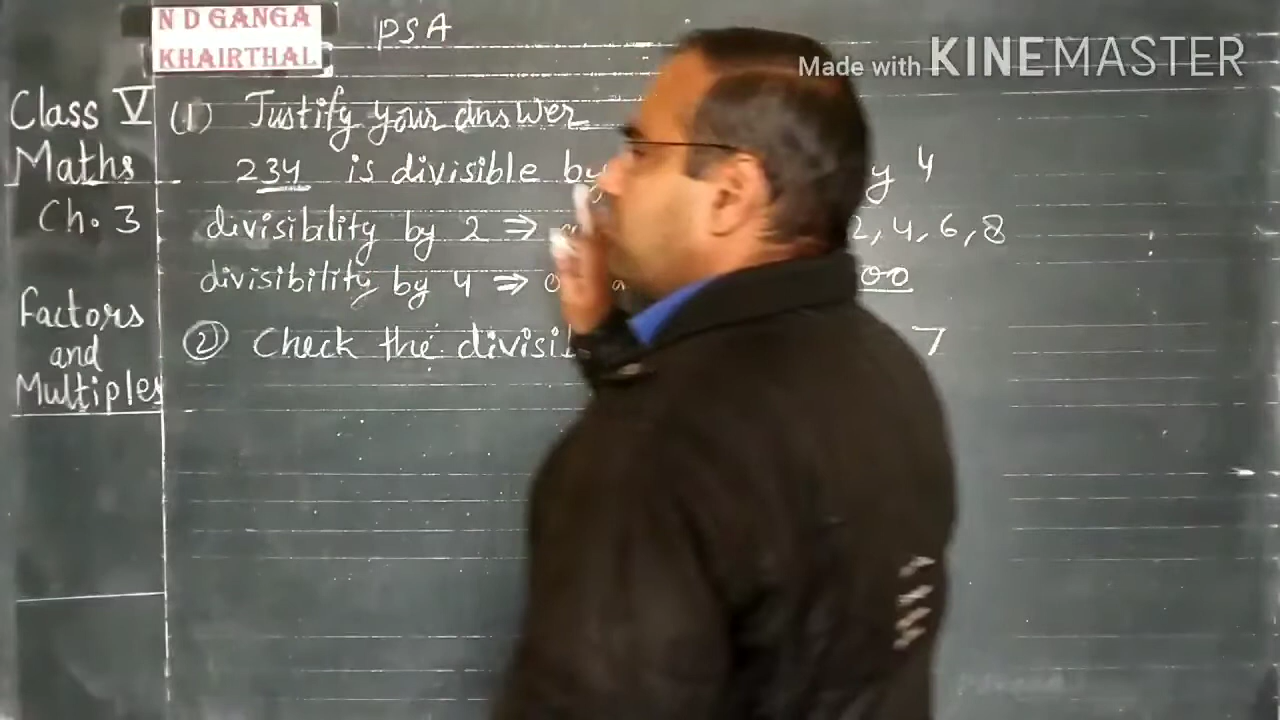 N D GANGA
KHAIRTHAL
PSA
Made with KINEMASTER
Class V
Maths
Ch. 3
Factors
and
Multiples
(1) Justify your answer
234 is divisible by y 4
divisibility by 2 ⇒ 2, 4, 6, 8
divisibility by 4 ⇒ 00
(2) Check the divisi 7